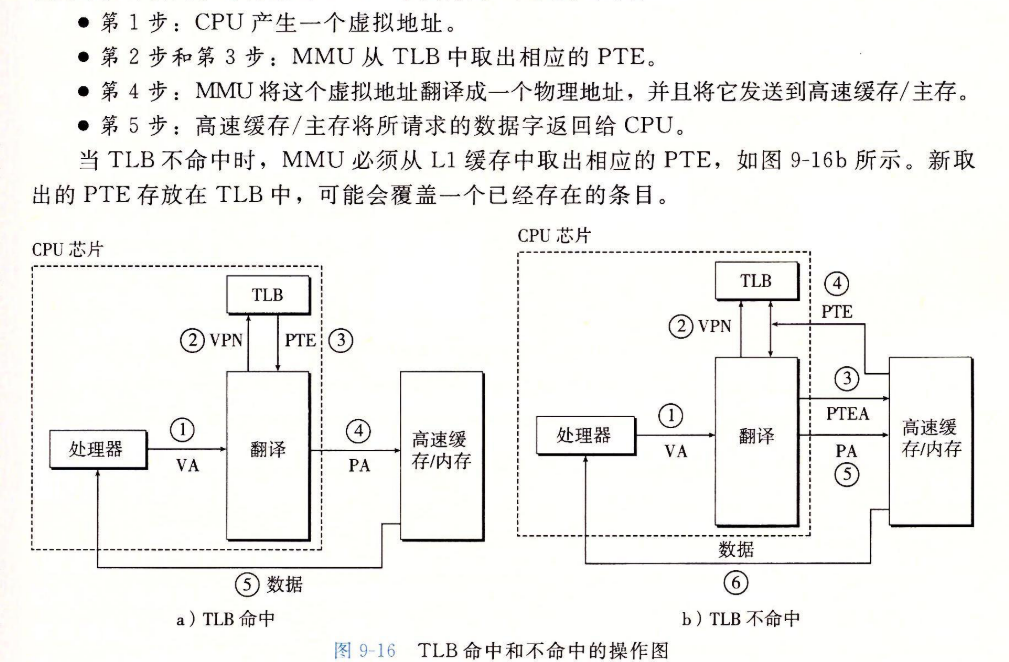 ● 第 1 步：CPU 产生一个虚拟地址。
● 第 2 步和第 3 步：MMU 从 TLB 中取出相应的 PTE。
● 第 4 步：MMU 将这个虚拟地址翻译成一个物理地址，并且将它发送到高速缓存/主存。
● 第 5 步：高速缓存/主存将所请求的数据字返回给 CPU。
当 TLB 不命中时，MMU 必须从 L1 缓存中取出相应的 PTE，如图 9-16b 所示。新取
出的 PTE 存放在 TLB 中，可能会覆盖一个已经存在的条目。
CPU 芯片
TLB
② VPN
PTE ③
处理器
①
VA
翻译
④
PA
高速缓
存/内存
⑤ 数据
a）TLB 命中
CPU 芯片
TLB
④
PTE
② VPN
处理器
①
VA
翻译
③
PTEA
PA
⑤
高速缓
存/内存
数据
⑥
b）TLB 不命中
图 9-16 TLB 命中和不命中的操作图